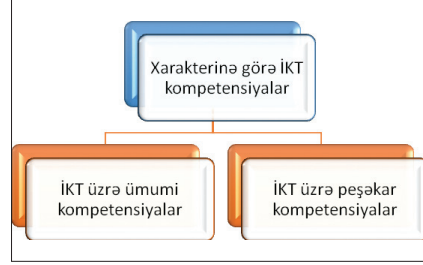 Xarakterinə görə İKT
kompetensiyalar
İKT üzrə ümumi
kompetensiyalar
İKT üzrə peşəkar
kompetensiyalar